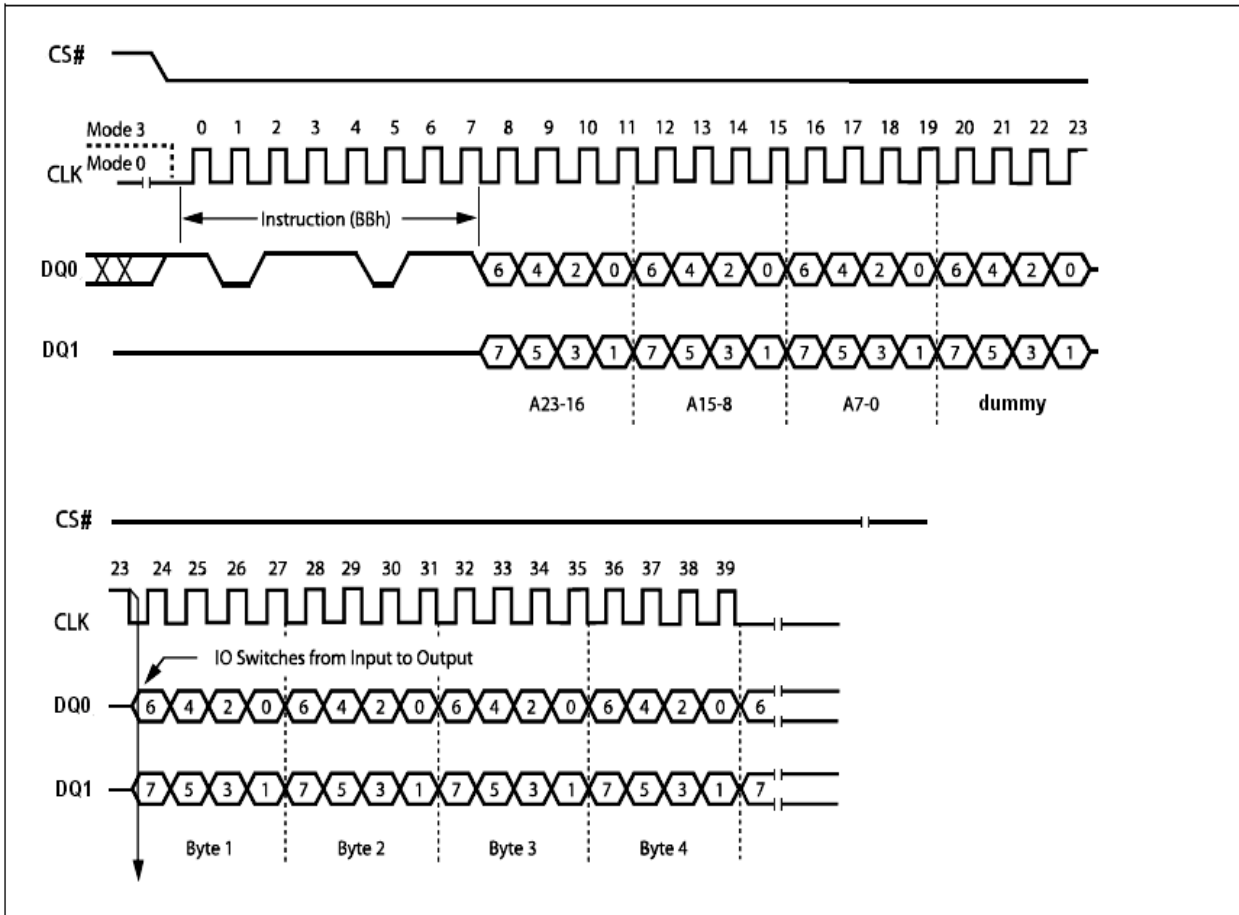 CS#
Mode 3
0 1 2 3 4 5 6 7 8 9 10 11 12 13 14 15 16 17 18 19 20 21 22 23
CLK Mode 0
Instruction (BBh)
DQ0 6 4 2 0 6 4 2 0 6 4 2 0 6 4 2 0
DQ1 7 5 3 1 7 5 3 1 7 5 3 1 7 5 3 1
A23-16 A15-8 A7-0 dummy
CS#
23 24 25 26 27 28 29 30 31 32 33 34 35 36 37 38 39
CLK
IO Switches from Input to Output
DQ0 6 4 2 0 6 4 2 0 6 4 2 0 6 4 2 0 6
DQ1 7 5 3 1 7 5 3 1 7 5 3 1 7 5 3 1 7
Byte 1 Byte 2 Byte 3 Byte 4